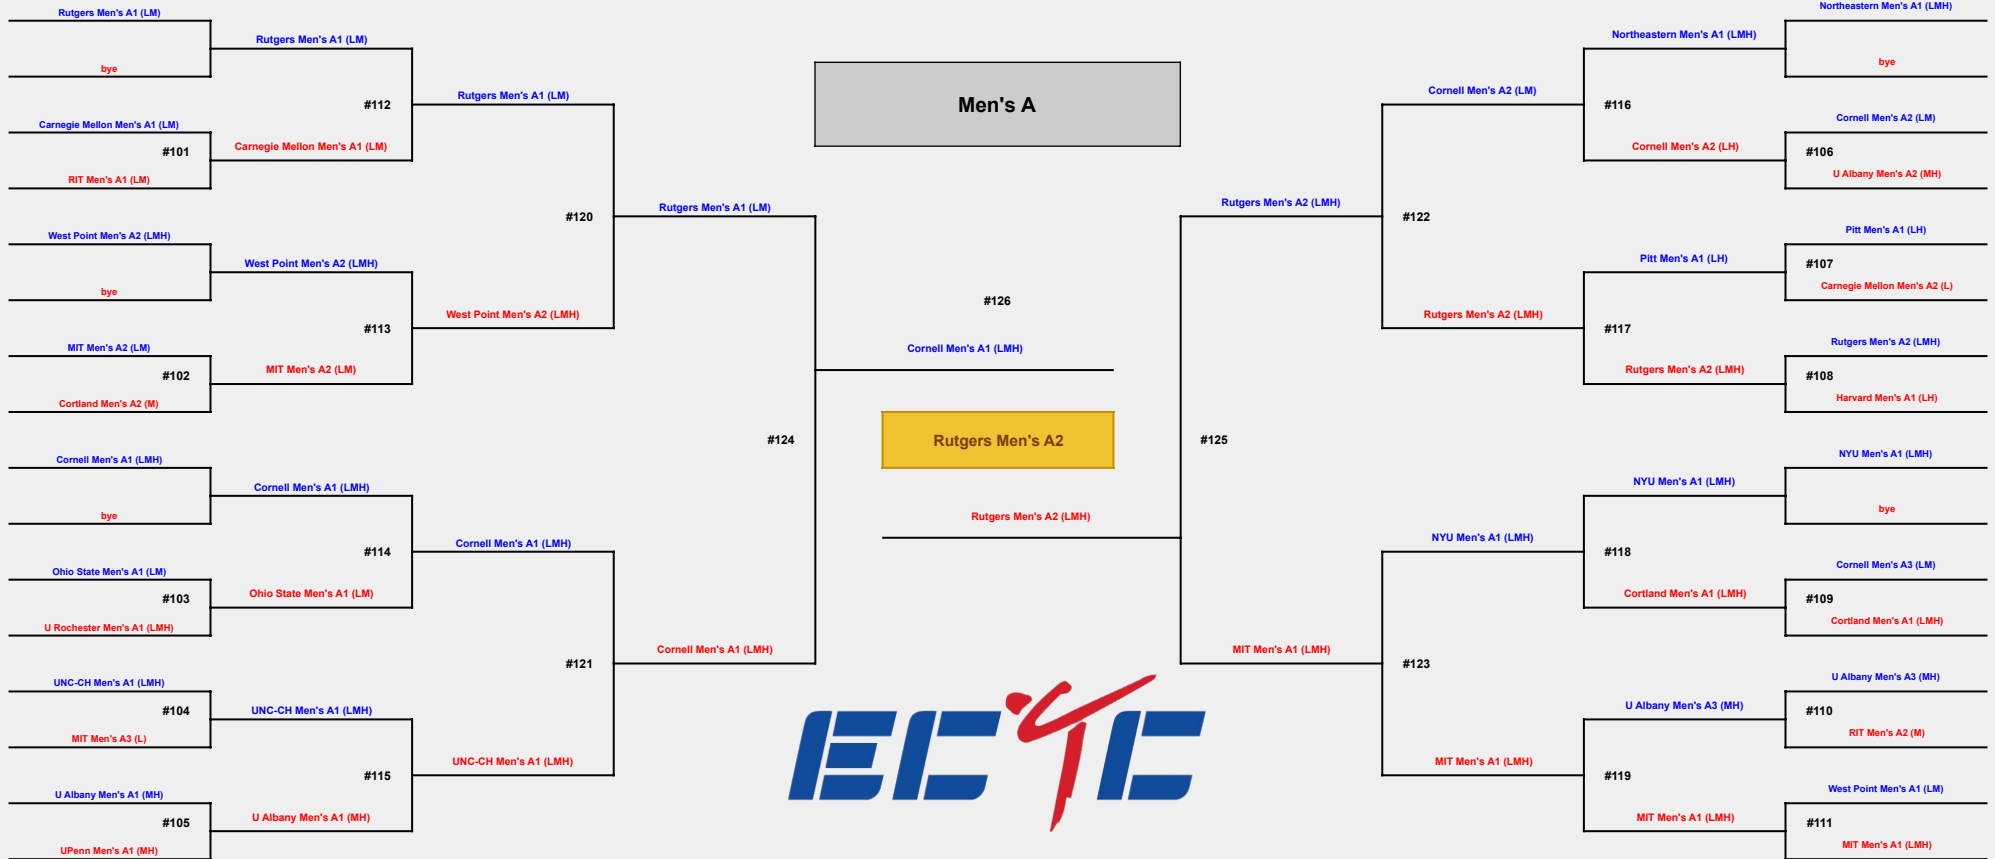 Rutgers Men's A1 (LM)
bye
Carnegie Mellon Men's A1 (LM)
#101
RIT Men's A1 (LM)
West Point Men's A2 (LMH)
bye
MIT Men's A2 (LM)
#102
Cortland Men's A2 (M)
Cornell Men's A1 (LMH)
bye
Ohio State Men's A1 (LM)
#103
U Rochester Men's A1 (LMH)
UNC-CH Men's A1 (LMH)
#104
MIT Men's A3 (L)
U Albany Men's A1 (MH)
#105
UPenn Men's A1 (MH)
Rutgers Men's A1 (LM)
#112
Carnegie Mellon Men's A1 (LM)
West Point Men's A2 (LMH)
#113
MIT Men's A2 (LM)
Cornell Men's A1 (LMH)
#114
Ohio State Men's A1 (LM)
UNC-CH Men's A1 (LMH)
#115
U Albany Men's A1 (MH)
Rutgers Men's A1 (LM)
#120
West Point Men's A2 (LMH)
Cornell Men's A1 (LMH)
#121
UNC-CH Men's A1 (LMH)
Rutgers Men's A1 (LM)
#124
Cornell Men's A1 (LMH)
Men's A
#126
Cornell Men's A1 (LMH)
Rutgers Men's A2
Rutgers Men's A2 (LMH)
ECTC
Rutgers Men's A2 (LMH)
#125
MIT Men's A1 (LMH)
Cornell Men's A2 (LM)
#122
Rutgers Men's A2 (LMH)
NYU Men's A1 (LMH)
#123
MIT Men's A1 (LMH)
Northeastern Men's A1 (LMH)
#116
Cornell Men's A2 (LH)
Pitt Men's A1 (LH)
#117
Rutgers Men's A2 (LMH)
NYU Men's A1 (LMH)
#118
Cortland Men's A1 (LMH)
U Albany Men's A3 (MH)
#119
MIT Men's A1 (LMH)
Northeastern Men's A1 (LMH)
bye
Cornell Men's A2 (LM)
#106
U Albany Men's A2 (MH)
Pitt Men's A1 (LH)
#107
Carnegie Mellon Men's A2 (L)
Rutgers Men's A2 (LMH)
#108
Harvard Men's A1 (LH)
NYU Men's A1 (LMH)
bye
Cornell Men's A3 (LM)
#109
Cortland Men's A1 (LMH)
U Albany Men's A3 (MH)
#110
RIT Men's A2 (M)
West Point Men's A1 (LM)
#111
MIT Men's A1 (LMH)